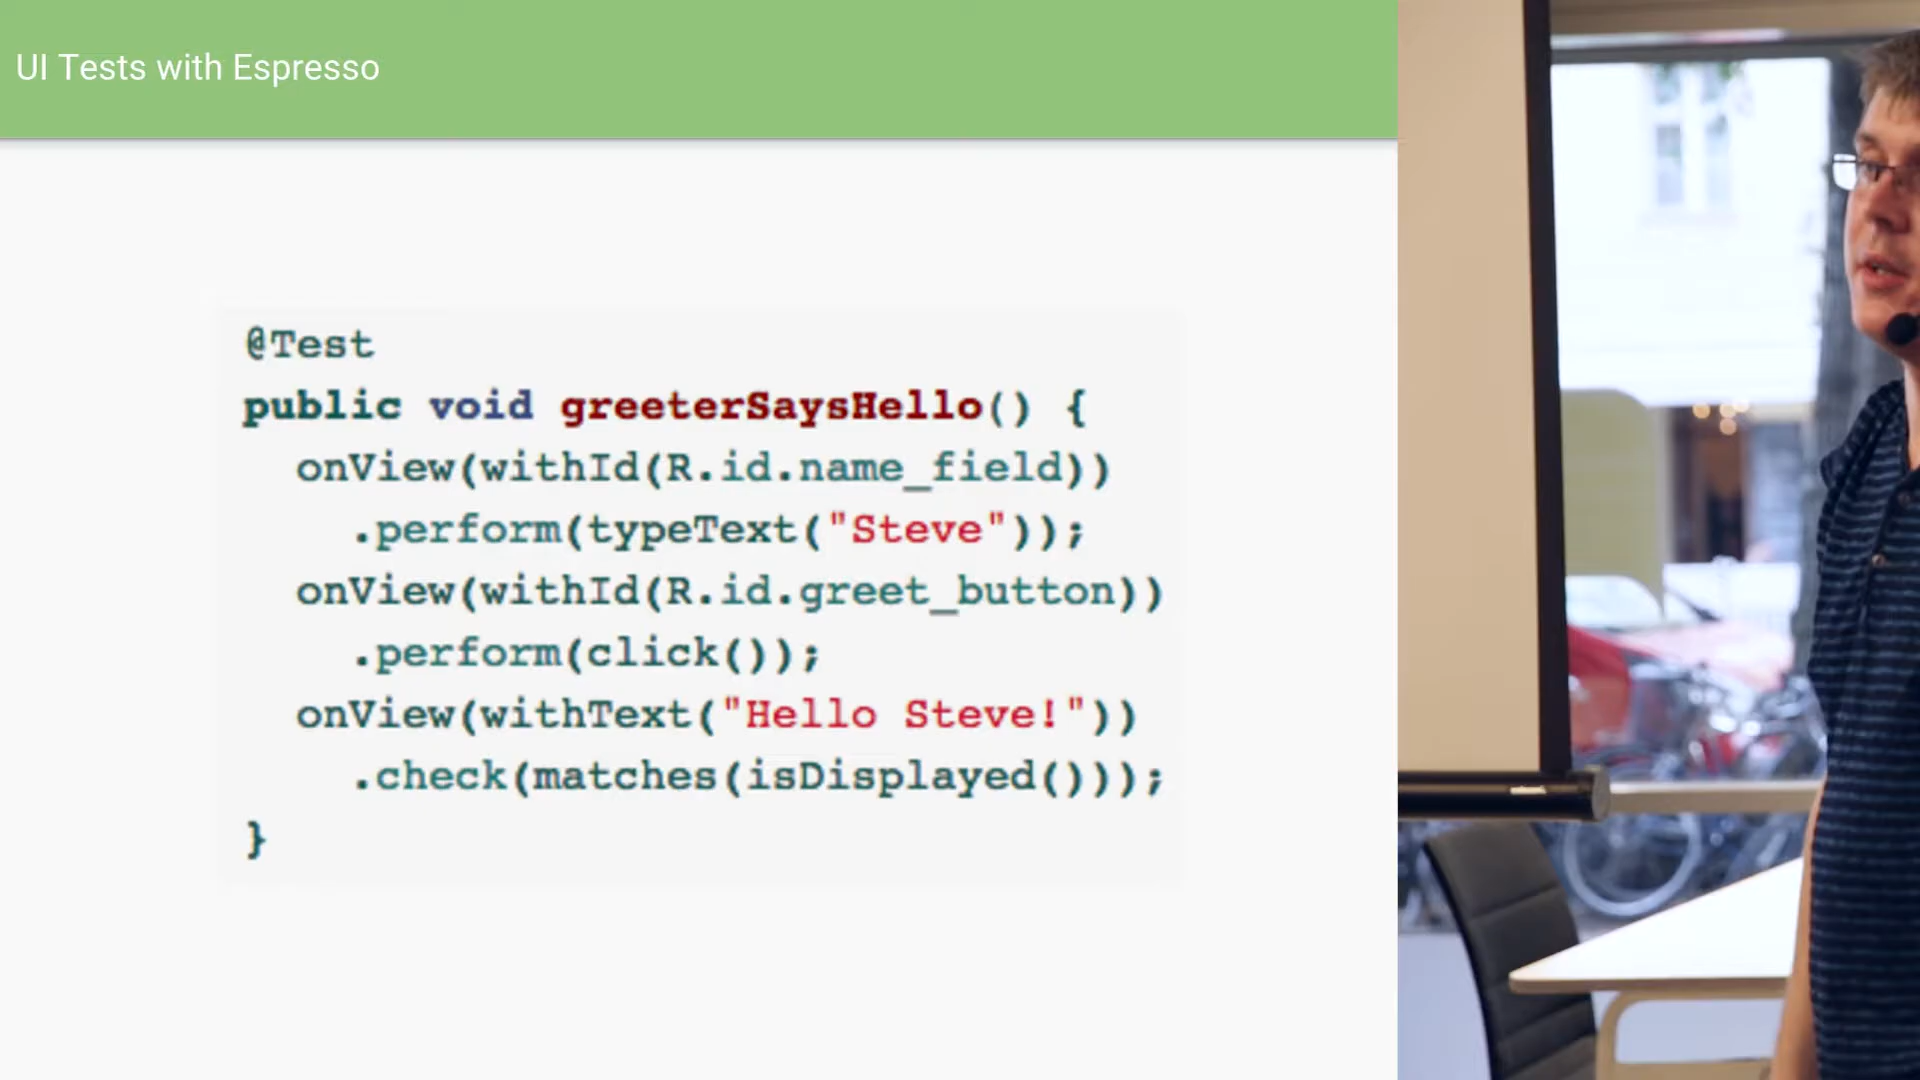 UI Tests with Espresso
@Test
public void greeterSaysHello() {
onView(withId(R.id.name_field))
.perform(typeText("Steve"));
onView(withId(R.id.greet_button))
.perform(click());
onView(withText("Hello Steve!"))
.check(matches(isDisplayed()));
}